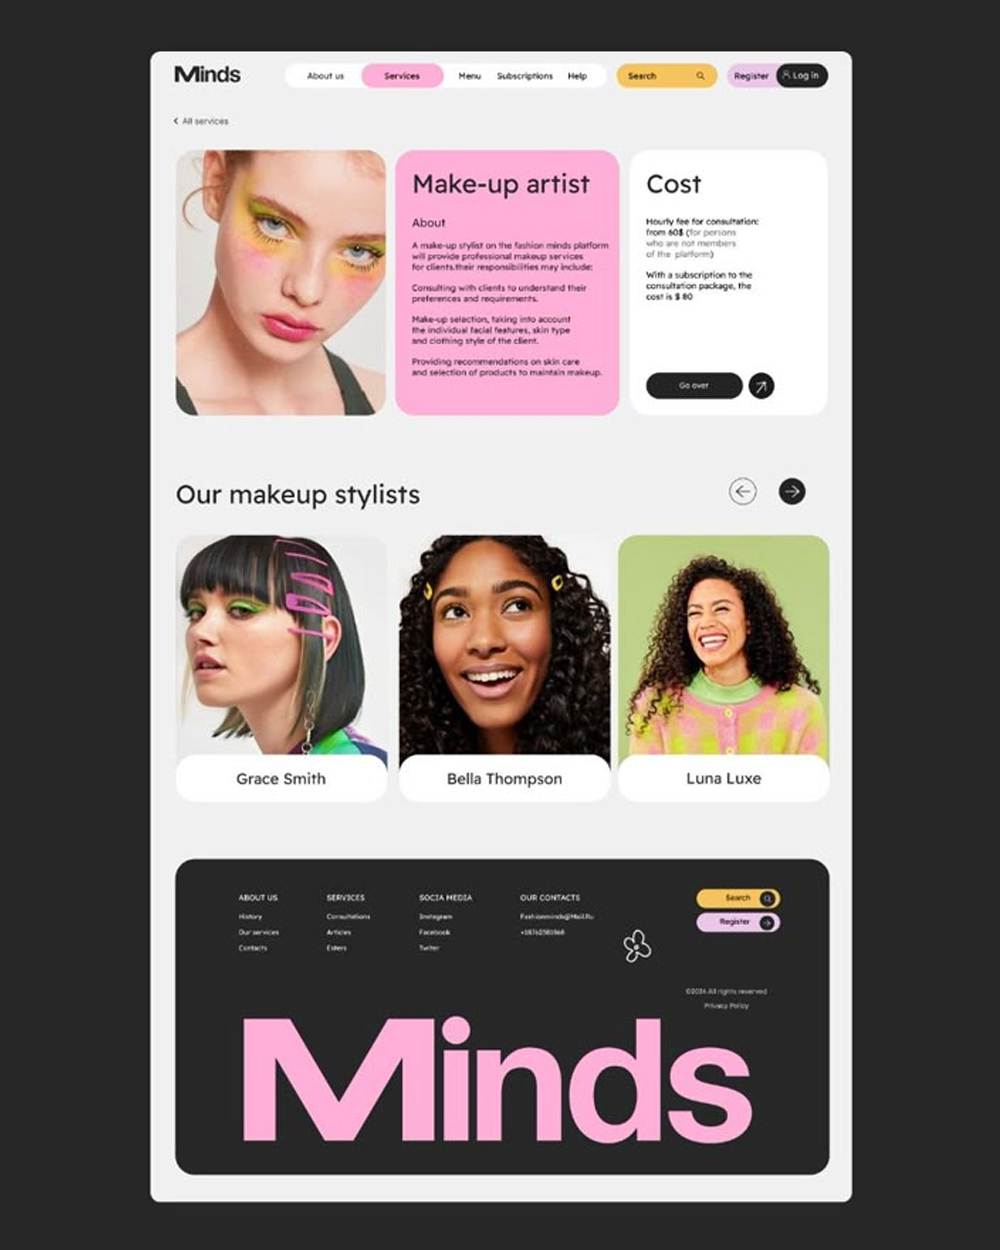 Minds
About us
Services
Menu
Subscriptions
Help
Search
Register
Log in
All services
Make-up artist
About
A make-up stylist on the fashion minds platform
will provide professional makeup services
for clients.their responsibilities may include:
Consulting with clients to understand their
preferences and requirements.
Make-up selection, taking into account
the individual facial features, skin type
and clothing style of the client.
Providing recommendations on skin care
and selection of products to maintain makeup.
Cost
Hourly fee for consultation:
from 60$ (for persons
who are not members
of the platform)
With a subscription to the
consultation package, the
cost is $ 80
Go over
Our makeup stylists
Grace Smith
Bella Thompson
Luna Luxe
ABOUT US
History
Our services
Contacts
SERVICES
Consultations
Articles
Esters
SOCIA MEDIA
Instagram
Facebook
Twiter
OUR CONTACTS
Fashionminds@Mail.Ru
Search
Register
All rights reserved
Privacy Policy
Minds